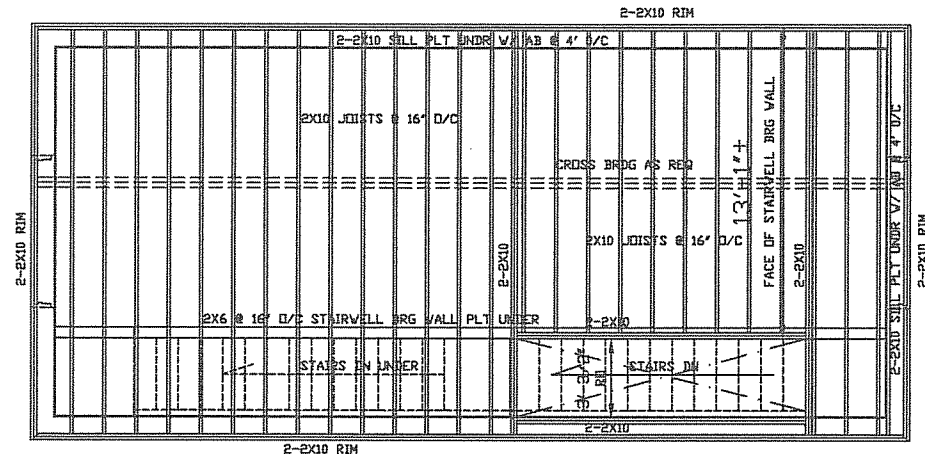 2-2X10 RIM
2-2X10 SILL PLT UNDR W/ AB @ 4' O/C
2X10 JOISTS @ 16" O/C
CROSS BRDG AS REQ
13'-1"+
FACE OF STAIRWELL BRG WALL
2-2X10 SILL PLT UNDR W/ AB @ 4' O/C
2-2X10 RIM
2-2X10 RIM
2-2X10
2X10 JOISTS @ 16" O/C
2-2X10
2X6 @ 16" O/C STAIRWELL BRG WALL PLT UNDER
2-2X10
STAIRS DN UNDER
RO
STAIRS DN
2-2X10
2-2X10 RIM